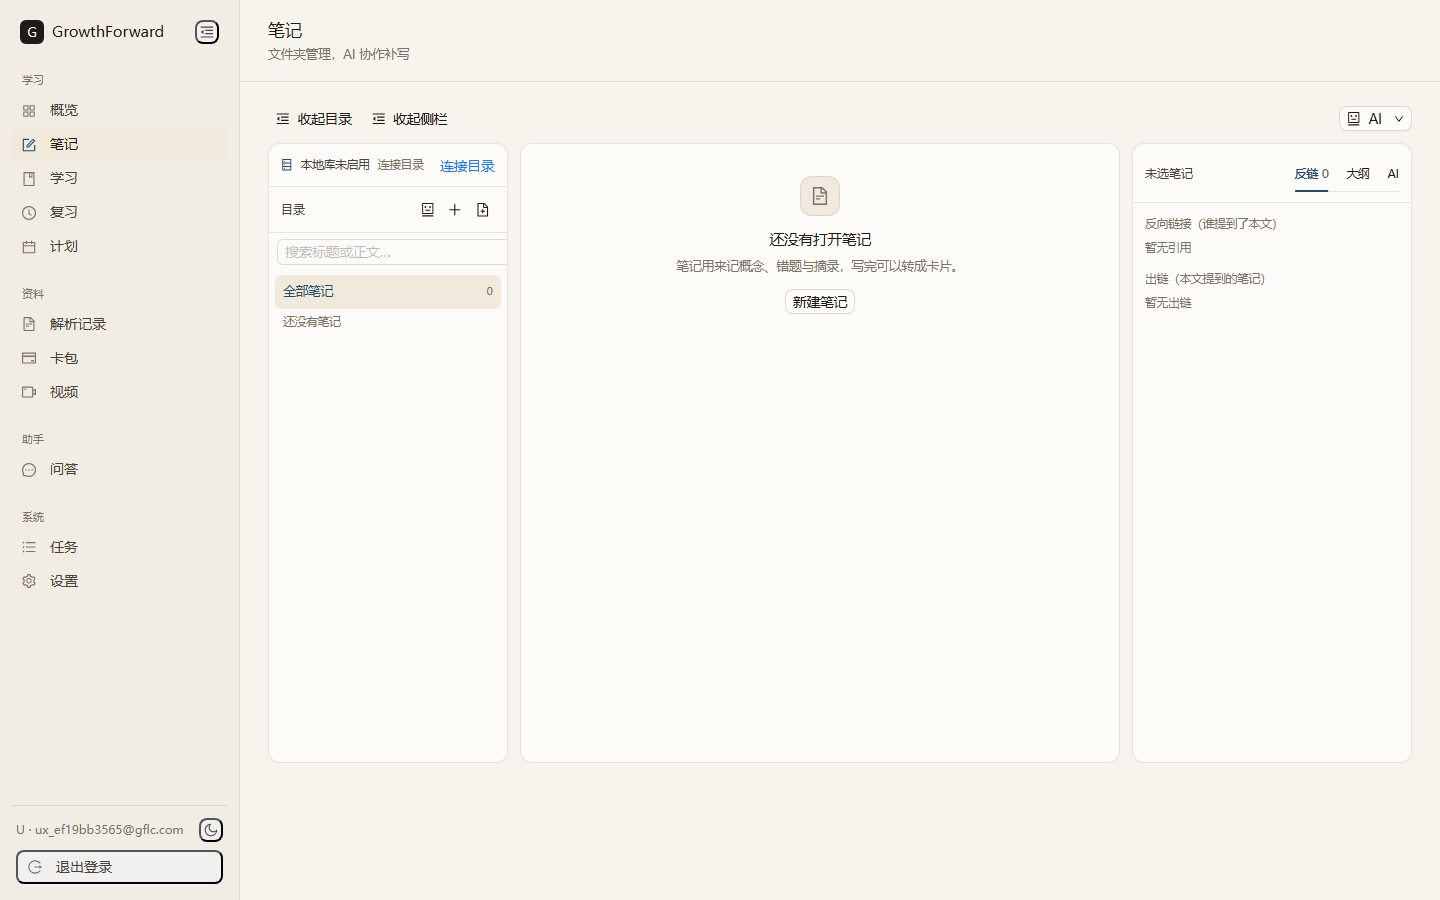 G GrowthForward
学习
概览
笔记
学习
复习
计划
资料
解析记录
卡包
视频
助手
问答
系统
任务
设置
U · ux_ef19bb3565@gflc.com
退出登录
笔记
文件夹管理，AI 协作补写
收起目录 收起侧栏
AI
本地库未启用 连接目录 连接目录
目录
搜索标题或正文...
全部笔记 0
还没有笔记
还没有打开笔记
笔记用来记概念、错题与摘录，写完可以转成卡片。
新建笔记
未选笔记 反链 0 大纲 AI
反向链接（谁提到了本文）
暂无引用
出链（本文提到的笔记）
暂无出链